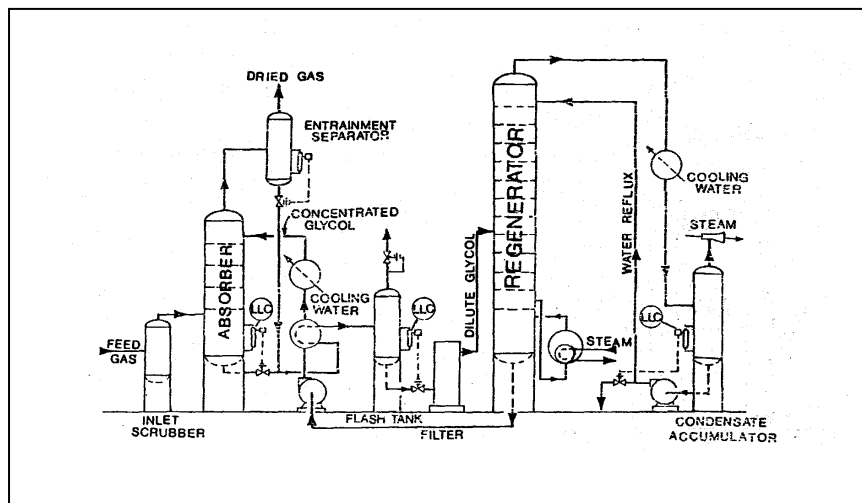 DRIED GAS
ENTRAINMENT
SEPARATOR
CONCENTRATED
GLYCOL
ABSORBER
LLC
COOLING
WATER
LLC
FEED
GAS
INLET
SCRUBBER
FLASH TANK
FILTER
DILUTE GLYCOL
REGENERATOR
STEAM
WATER REFLUX
COOLING
WATER
STEAM
LLC
CONDENSATE
ACCUMULATOR